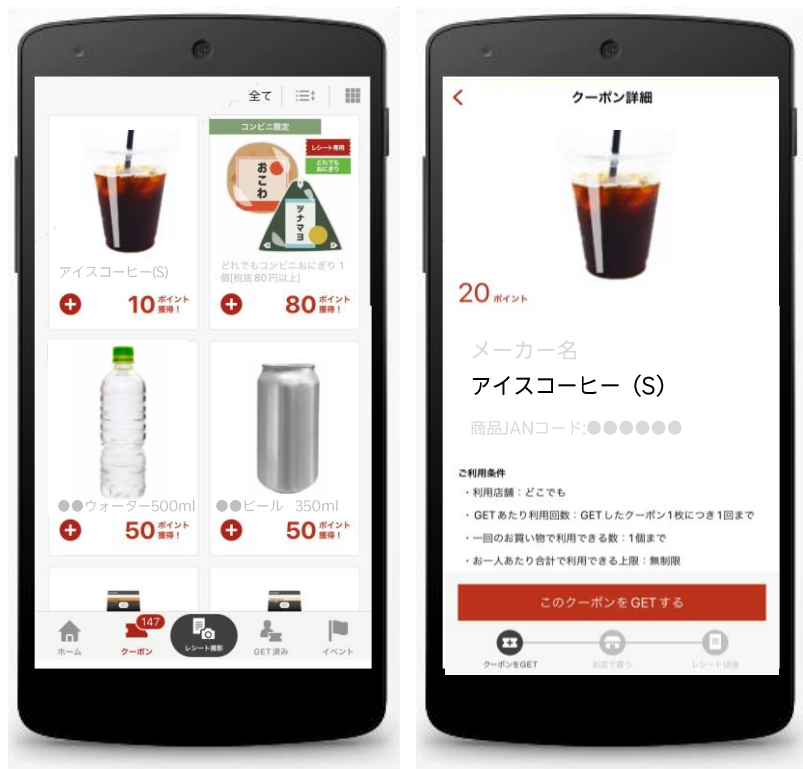 全て
アイスコーヒー(S)
10 ポイント
獲得！
コンビニ限定
レシート専用
どれでも
おにぎり
おこわ
ツナマヨ
どれでもコンビニおにぎり1
個[税抜80円以上]
80 ポイント
獲得！
●●ウォーター500ml
50 ポイント
獲得！
●●ビール 350ml
50 ポイント
獲得！
ホーム
147
クーポン
レシート撮影
GET済み
イベント
クーポン詳細
20 ポイント
メーカー名
アイスコーヒー（S）
商品JANコード:●●●●●●
ご利用条件
・利用店舗：どこでも
・GETあたり利用回数：GETしたクーポン1枚につき1回まで
・一回のお買い物で利用できる数：1個まで
・お一人あたり合計で利用できる上限：無制限
このクーポンをGETする
クーポンをGET
お店で買う
レシート送信